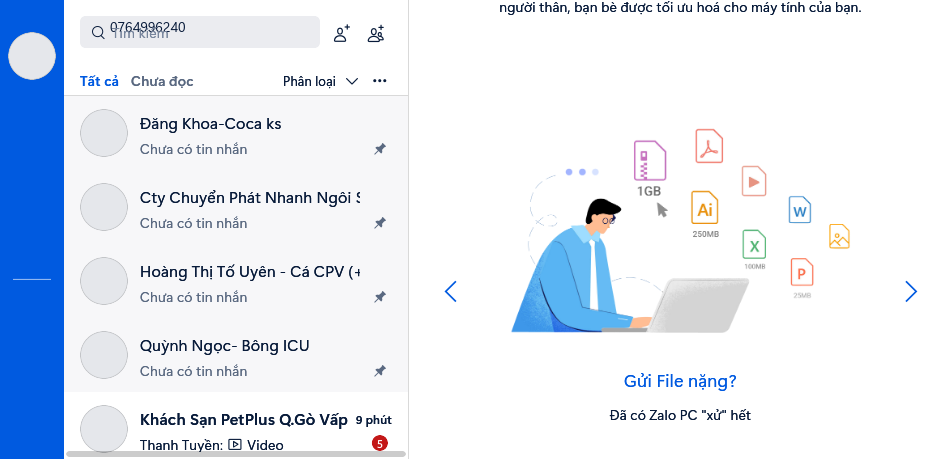 0764996240
Tìm kiếm
Tất cả
Chưa đọc
Phân loại
Đăng Khoa-Coca ks
Chưa có tin nhắn
Cty Chuyển Phát Nhanh Ngôi S
Chưa có tin nhắn
Hoàng Thị Tố Uyên - Cá CPV (+
Chưa có tin nhắn
Quỳnh Ngọc- Bông ICU
Chưa có tin nhắn
Khách Sạn PetPlus Q.Gò Vấp
9 phút
Thanh Tuyền: Video
5
người thân, bạn bè được tối ưu hoá cho máy tính của bạn.
1GB
Ai
250MB
W
X
100MB
P
25MB
Gửi File nặng?
Đã có Zalo PC "xử" hết